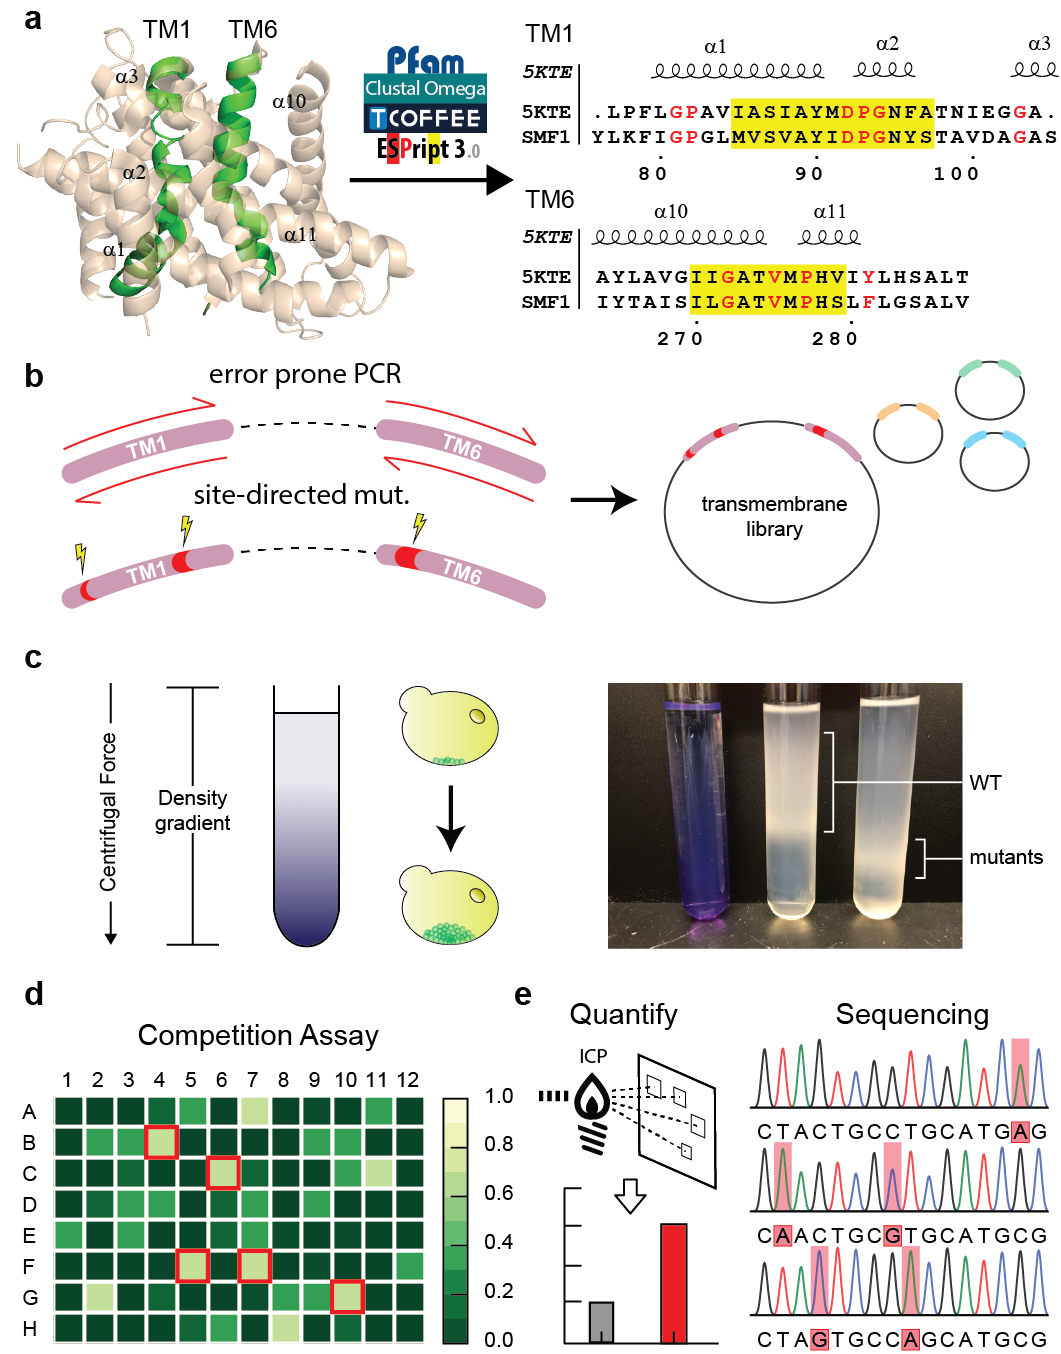 a
TM1 TM6
α3
α10
α2
α1
α11
Pfam
Clustal Omega
TCOFFEE
ESPript 3.0
TM1
α1 α2 α3
5KTE
5KTE .LPFLGPAVIASIAYMDPGNFATNIEGGA.
SMF1 YLKFIGPGLMVSVAYIDPGNYSTAVDAGAS
80 90 100
TM6
α10 α11
5KTE
5KTE AYLAVGIIGATVMPHVIYLHSALT
SMF1 IYTAISILGATVMPHSLFLGSALV
270 280
b
error prone PCR
TM1 TM6
site-directed mut.
TM1 TM6
transmembrane
library
c
Centrifugal Force
Density
gradient
WT
mutants
d
Competition Assay
1 2 3 4 5 6 7 8 9 10 11 12
A
B
C
D
E
F
G
H
1.0
0.8
0.6
0.4
0.2
0.0
e
Quantify
ICP
Sequencing
CTACTGCCTGCATGAG
CAACTGCGTGCATGCG
CTAGTGCCAGCATGCG